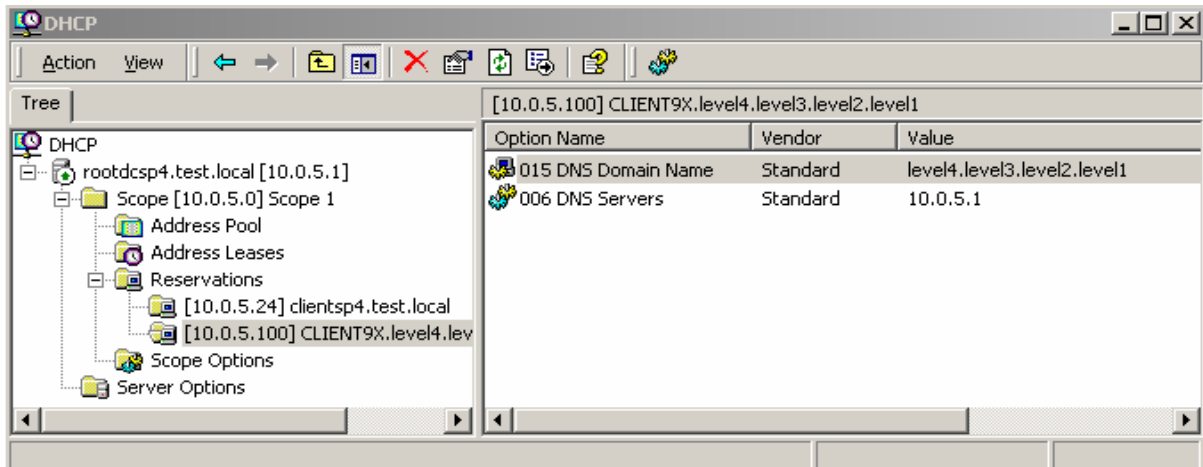 DHCP
Action View
Tree
[10.0.5.100] CLIENT9X.level4.level3.level2.level1
DHCP
rootdcsp4.test.local [10.0.5.1]
Scope [10.0.5.0] Scope 1
Address Pool
Address Leases
Reservations
[10.0.5.24] clientsp4.test.local
[10.0.5.100] CLIENT9X.level4.lev
Scope Options
Server Options
Option Name Vendor Value
015 DNS Domain Name Standard level4.level3.level2.level1
006 DNS Servers Standard 10.0.5.1